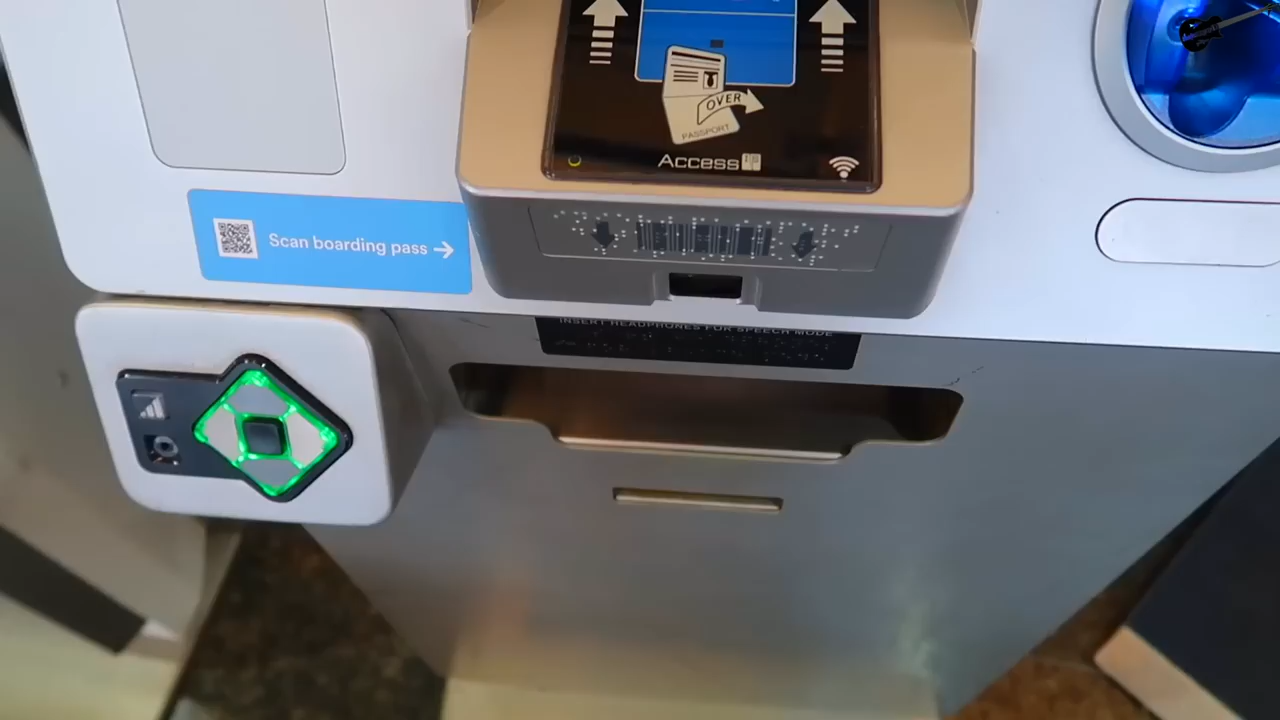 OVER
PASSPORT
Access
Scan boarding pass →
INSERT HEADPHONES FOR SPEECH MODE